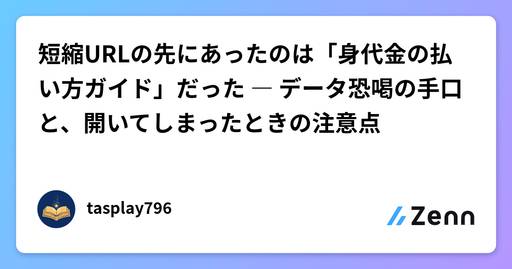 短縮URLの先にあったのは「身代金の払
い方ガイド」だった ― データ恐喝の手口
と、開いてしまったときの注意点
tasplay796
Zenn